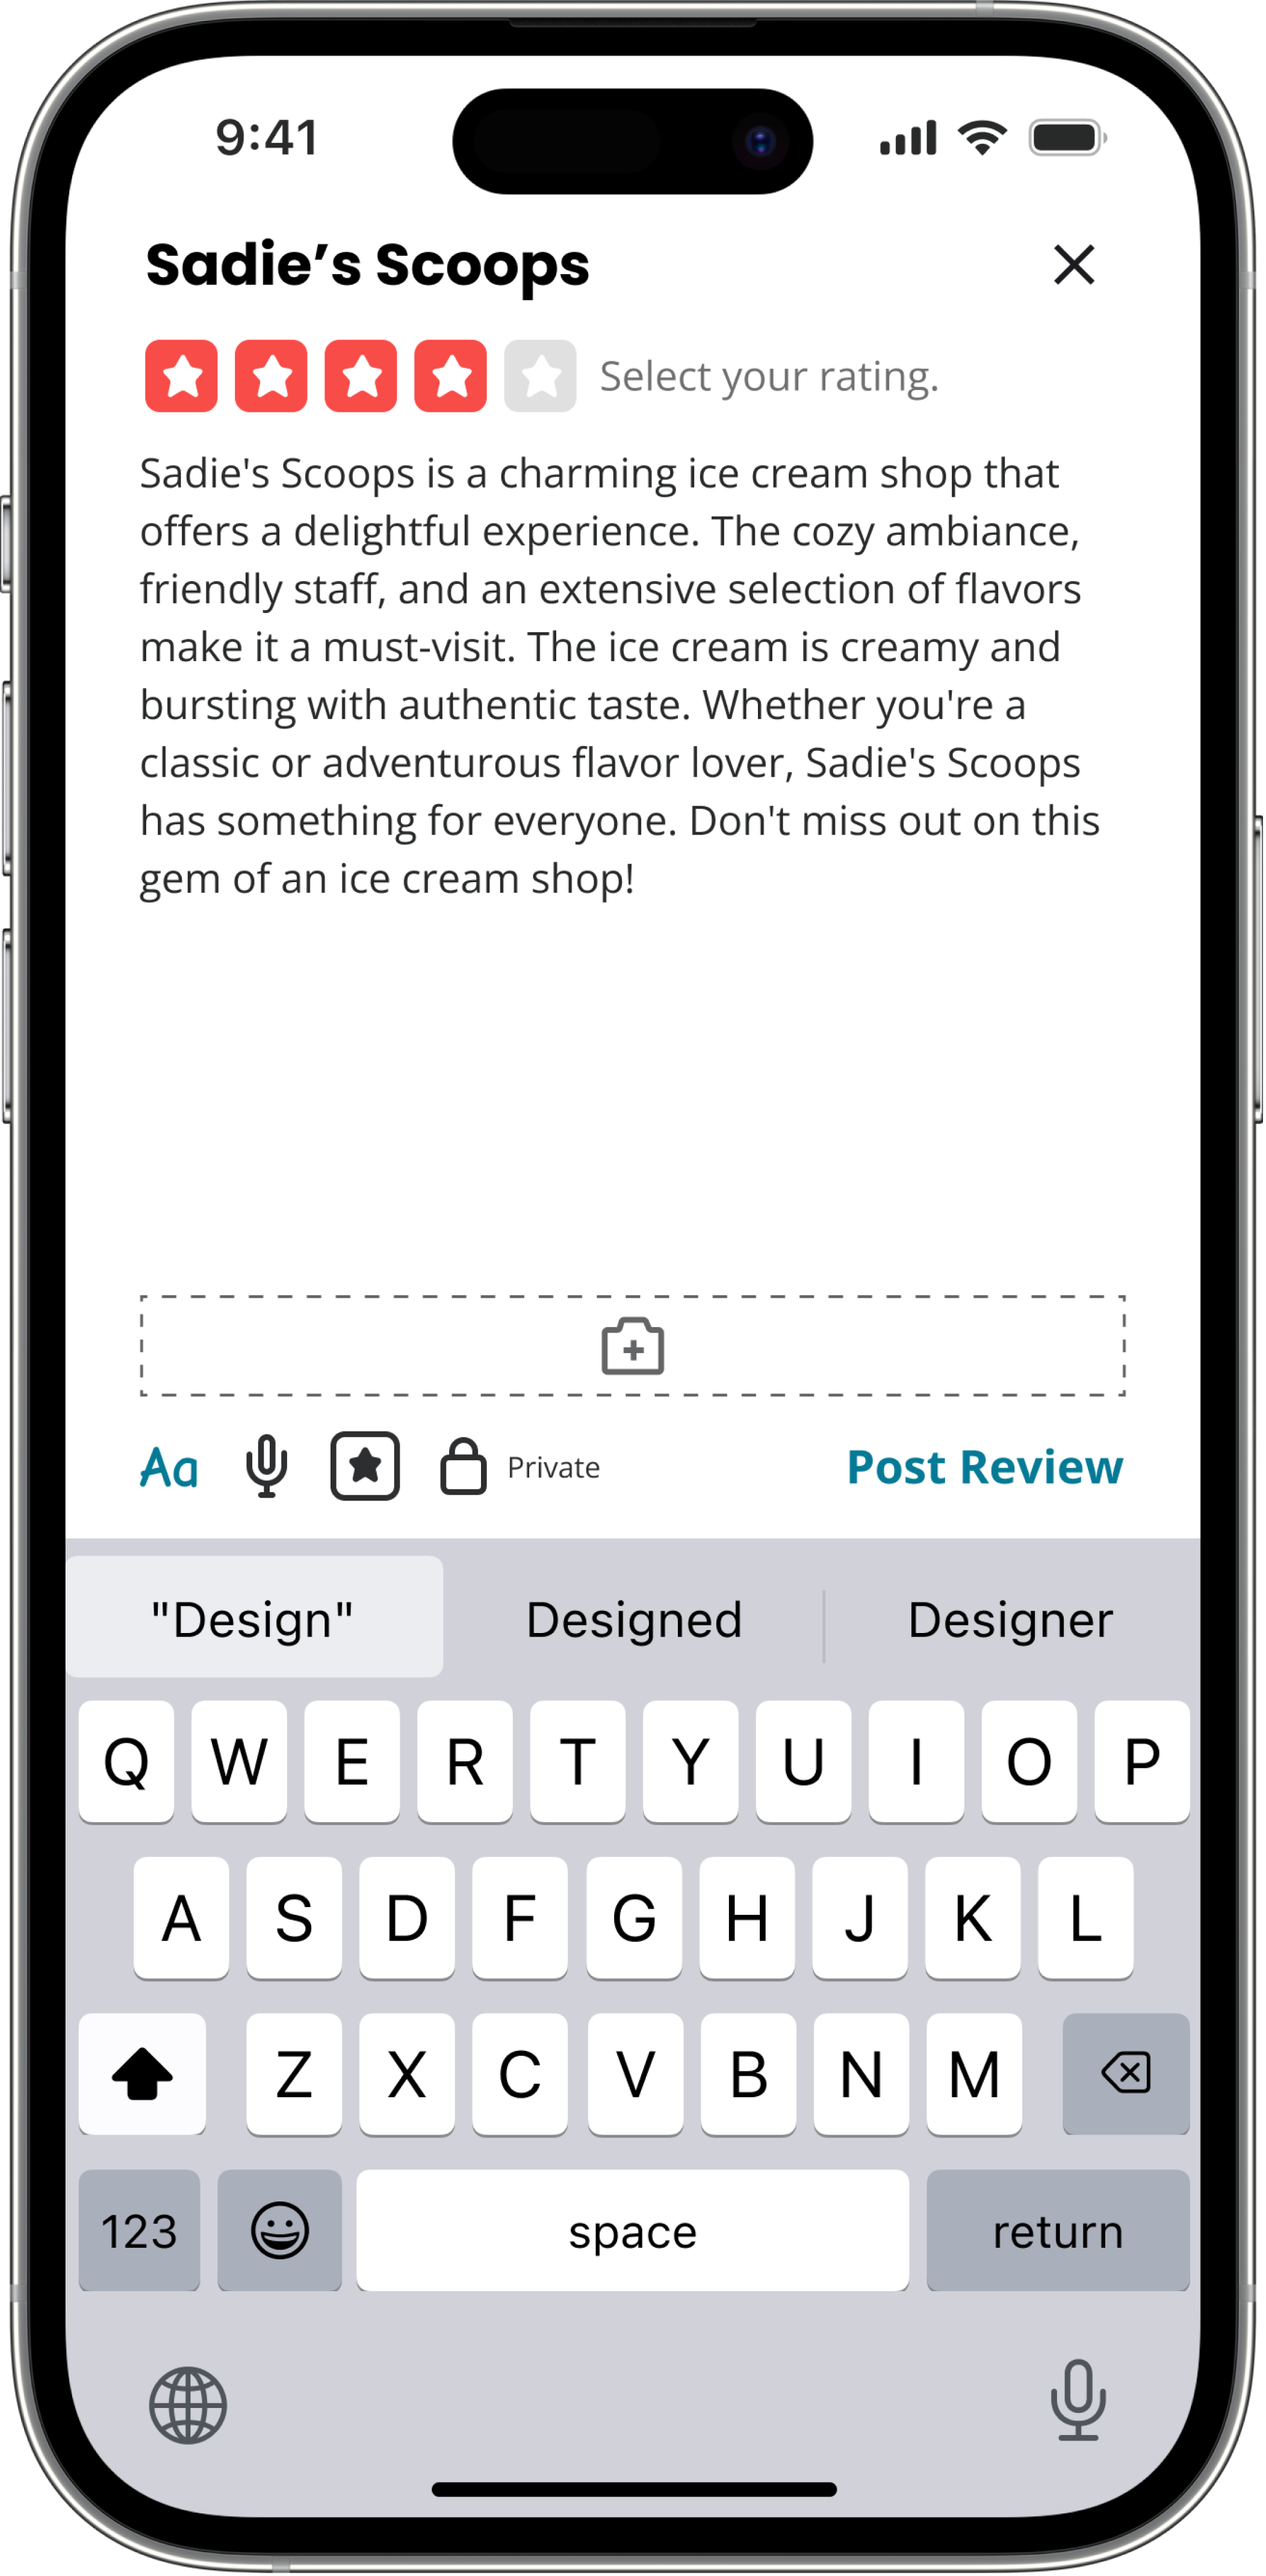 9:41
Sadie’s Scoops
Select your rating.
Sadie's Scoops is a charming ice cream shop that
offers a delightful experience. The cozy ambiance,
friendly staff, and an extensive selection of flavors
make it a must-visit. The ice cream is creamy and
bursting with authentic taste. Whether you're a
classic or adventurous flavor lover, Sadie's Scoops
has something for everyone. Don't miss out on this
gem of an ice cream shop!
Aa Private Post Review
"Design" Designed Designer
Q W E R T Y U I O P
A S D F G H J K L
Z X C V B N M
123 space return